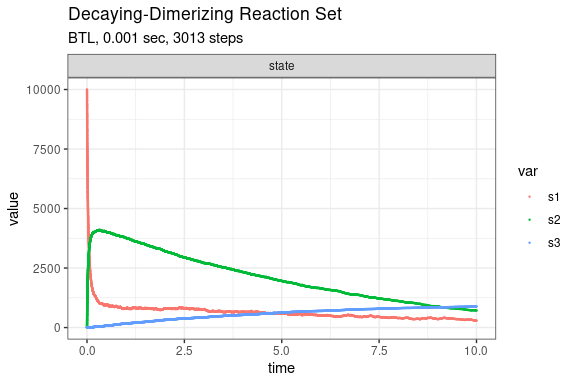 Decaying-Dimerizing Reaction Set
BTL, 0.001 sec, 3013 steps
state
10000
7500
5000
2500
0
value
0.0 2.5 5.0 7.5 10.0
time
var
s1
s2
s3